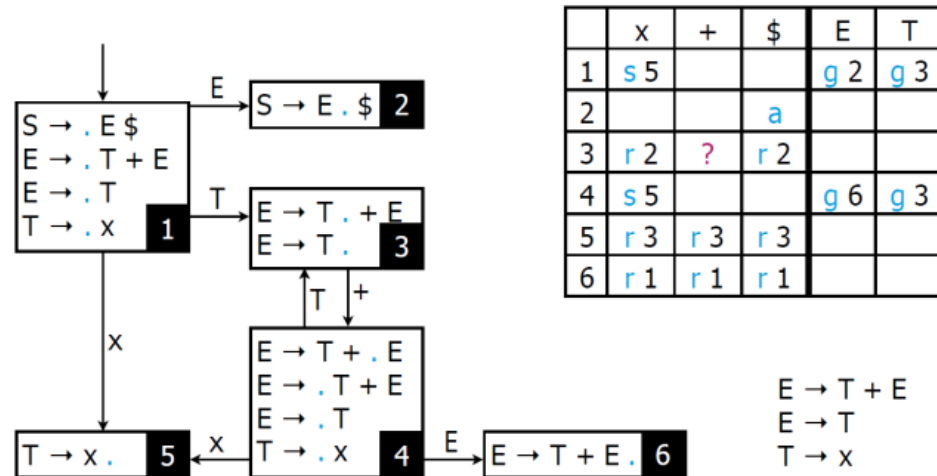 E
S → E . $ 2
S → . E $
E → . T + E
E → . T
T → . x 1
T
E → T . + E
E → T . 3
x
T
+
E → T + . E
E → . T + E
E → . T
T → . x 4
T → x . 5
x
E
E → T + E . 6
x + $ E T
1 s 5 g 2 g 3
2 a
3 r 2 ? r 2
4 s 5 g 6 g 3
5 r 3 r 3 r 3
6 r 1 r 1 r 1
E → T + E
E → T
T → x